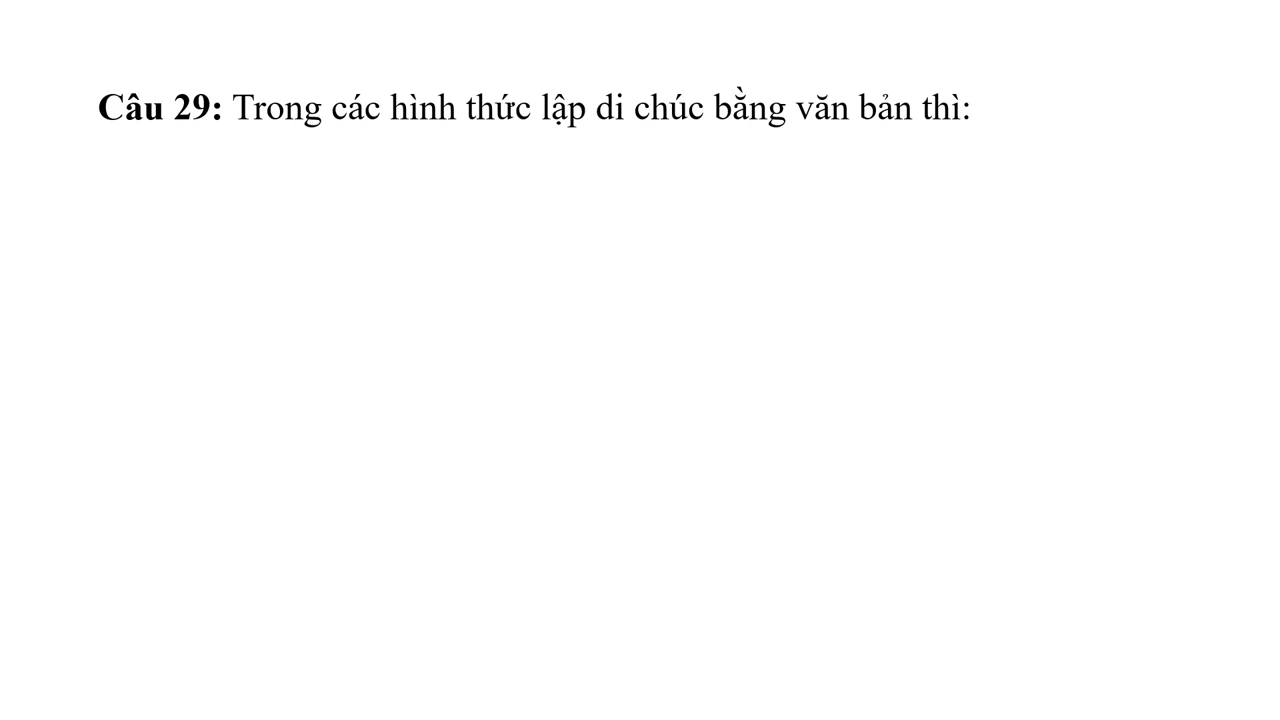 Câu 29: Trong các hình thức lập di chúc bằng văn bản thì: